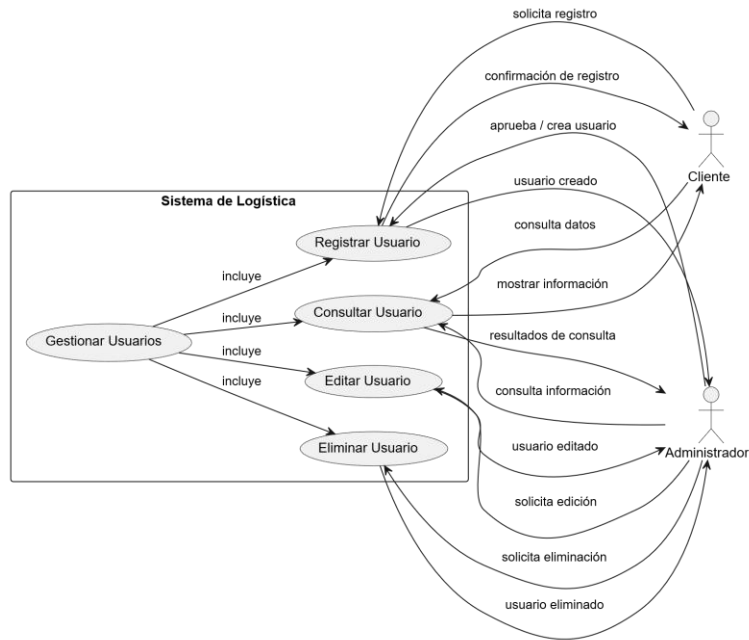 solicita registro
confirmación de registro
aprueba / crea usuario
Cliente
usuario creado
Sistema de Logística
consulta datos
Registrar Usuario
incluye
mostrar información
Consultar Usuario
incluye
resultados de consulta
Gestionar Usuarios
incluye
Editar Usuario
consulta información
incluye
usuario editado
Eliminar Usuario
Administrador
solicita edición
solicita eliminación
usuario eliminado